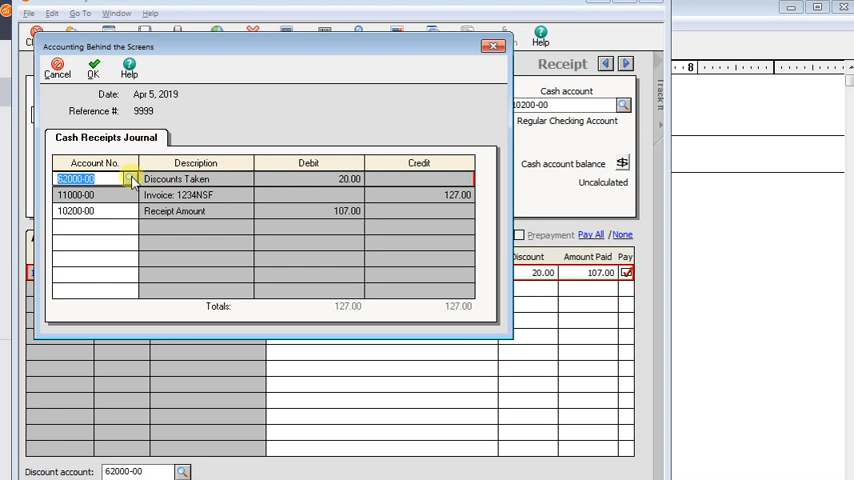 File Edit Go To Window Help
Help
Accounting Behind the Screens
Cancel OK Help
Date: Apr 5, 2019
Reference #: 9999
Cash Receipts Journal
Account No. Description Debit Credit
62000-00 Discounts Taken 20.00
11000-00 Invoice: 1234NSF 127.00
10200-00 Receipt Amount 107.00
Totals: 127.00 127.00
Receipt
Cash account
10200-00
Regular Checking Account
Cash account balance
Uncalculated
Track It
8
Prepayment Pay All / None
Discount Amount Paid Pay
20.00 107.00
Discount account: 62000-00